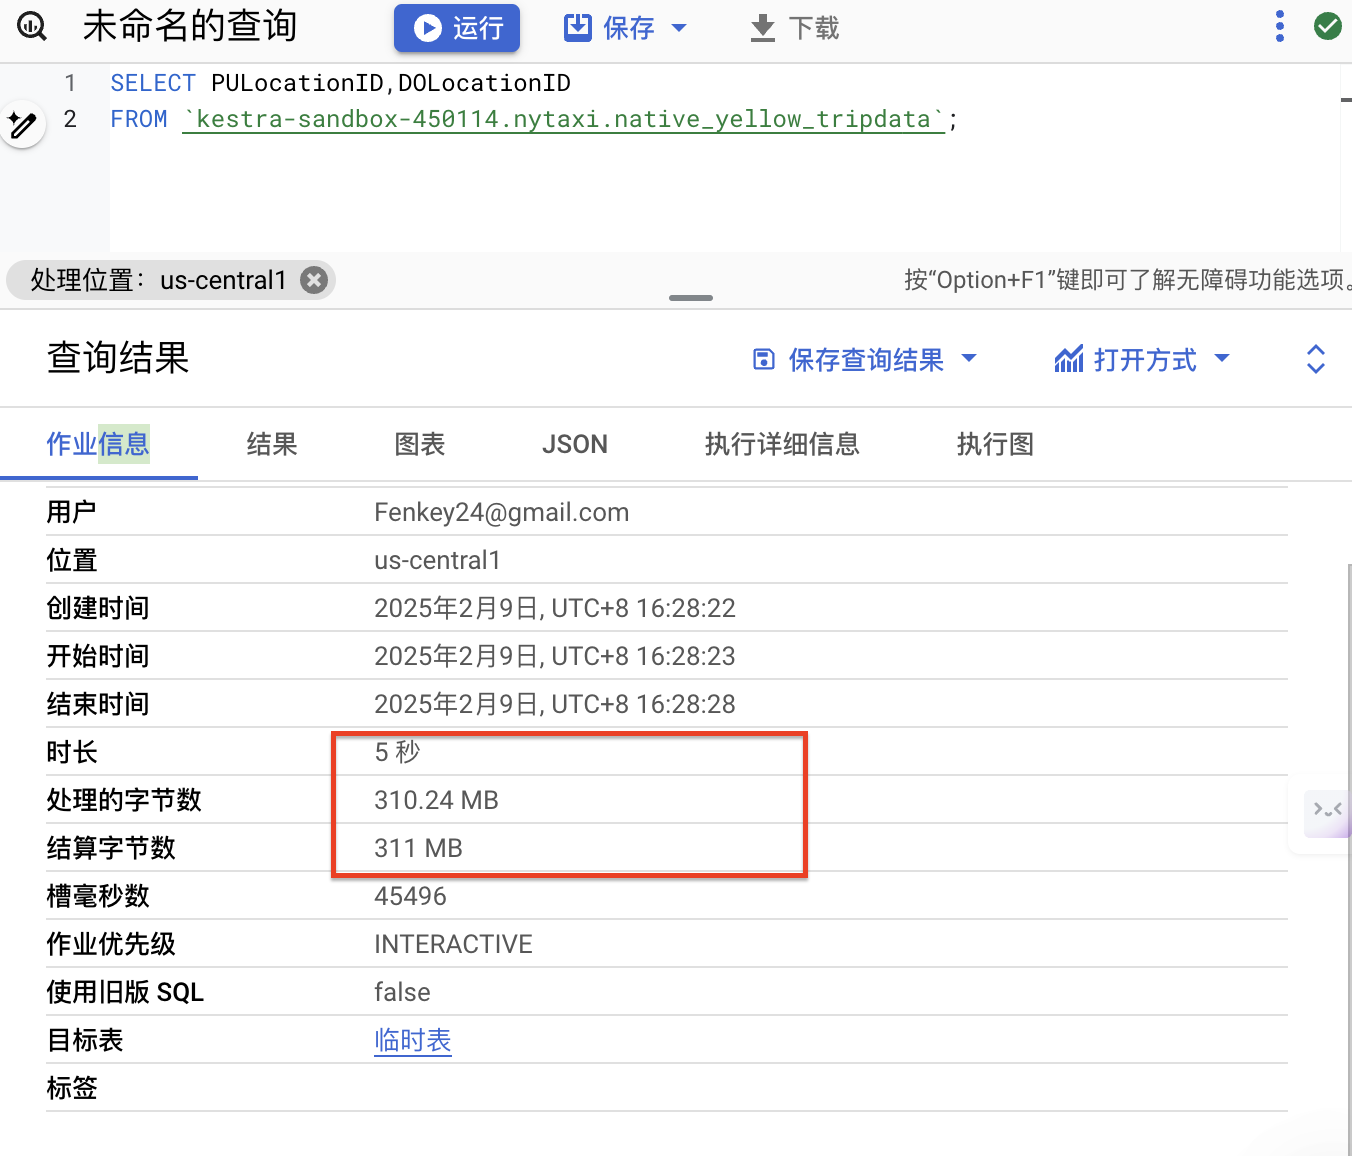 未命名的查询 运行 保存 下载
1 SELECT PULocationID,DOLocationID
2 FROM `kestra-sandbox-450114.nytaxi.native_yellow_tripdata`;
处理位置：us-central1 按“Option+F1”键即可了解无障碍功能选项。
查询结果 保存查询结果 打开方式
作业信息 结果 图表 JSON 执行详细信息 执行图
用户 Fenkey24@gmail.com
位置 us-central1
创建时间 2025年2月9日, UTC+8 16:28:22
开始时间 2025年2月9日, UTC+8 16:28:23
结束时间 2025年2月9日, UTC+8 16:28:28
时长 5 秒
处理的字节数 310.24 MB
结算字节数 311 MB
槽毫秒数 45496
作业优先级 INTERACTIVE
使用旧版 SQL false
目标表 临时表
标签